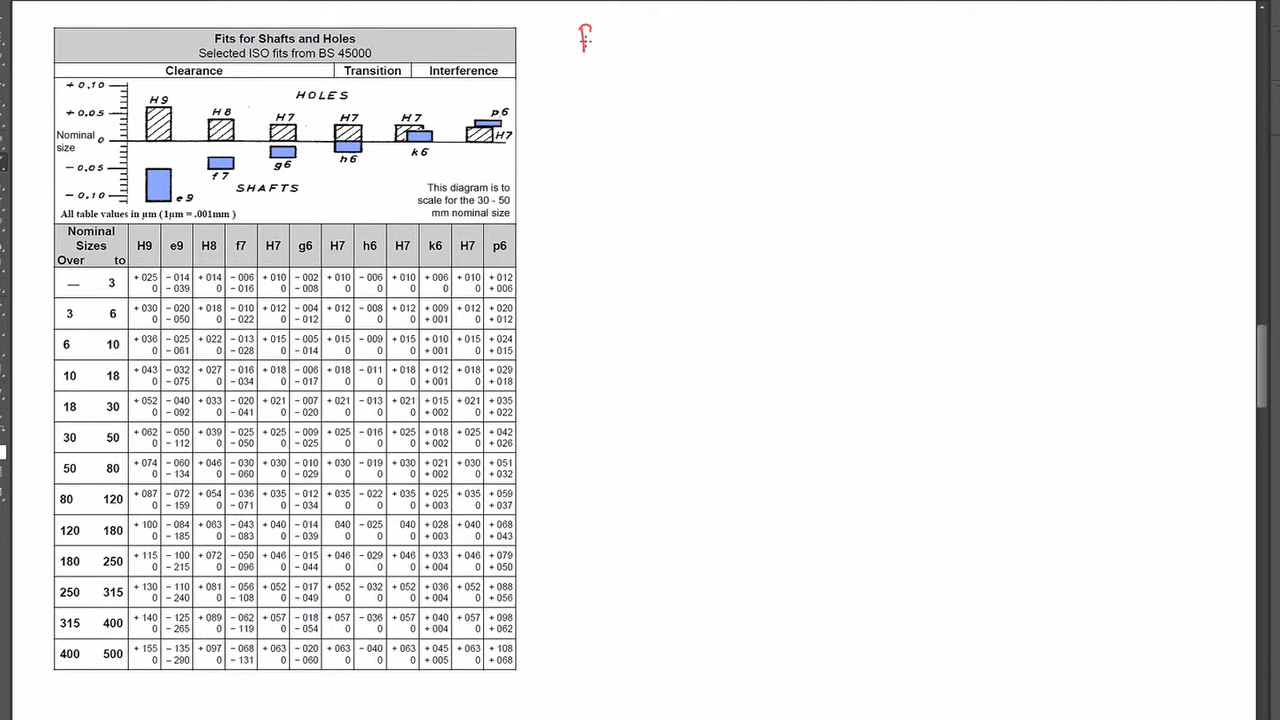 Fits for Shafts and Holes
Selected ISO fits from BS 45000
Clearance Transition Interference
+0.10
+0.05
Nominal size 0
-0.05
-0.10
HOLES
H9 H8 H7 H7 H7 p6
H7
e9 f7 g6 h6 k6
SHAFTS
This diagram is to
scale for the 30 - 50
mm nominal size
All table values in µm (1µm = .001mm )
Nominal
Sizes
Over to H9 e9 H8 f7 H7 g6 H7 h6 H7 k6 H7 p6
— 3 + 025 − 014 + 014 − 006 + 010 − 002 + 010 − 006 + 010 + 006 + 010 + 012
0 − 039 0 − 016 0 − 008 0 0 0 0 0 + 006
3 6 + 030 − 020 + 018 − 010 + 012 − 004 + 012 − 008 + 012 + 009 + 012 + 020
0 − 050 0 − 022 0 − 012 0 0 0 + 001 0 + 012
6 10 + 036 − 025 + 022 − 013 + 015 − 005 + 015 − 009 + 015 + 010 + 015 + 024
0 − 061 0 − 028 0 − 014 0 0 0 + 001 0 + 015
10 18 + 043 − 032 + 027 − 016 + 018 − 006 + 018 − 011 + 018 + 012 + 018 + 029
0 − 075 0 − 034 0 − 017 0 0 0 + 001 0 + 018
18 30 + 052 − 040 + 033 − 020 + 021 − 007 + 021 − 013 + 021 + 015 + 021 + 035
0 − 092 0 − 041 0 − 020 0 0 0 + 002 0 + 022
30 50 + 062 − 050 + 039 − 025 + 025 − 009 + 025 − 016 + 025 + 018 + 025 + 042
0 − 112 0 − 050 0 − 025 0 0 0 + 002 0 + 026
50 80 + 074 − 060 + 046 − 030 + 030 − 010 + 030 − 019 + 030 + 021 + 030 + 051
0 − 134 0 − 060 0 − 029 0 0 0 + 002 0 + 032
80 120 + 087 − 072 + 054 − 036 + 035 − 012 + 035 − 022 + 035 + 025 + 035 + 059
0 − 159 0 − 071 0 − 034 0 0 0 + 003 0 + 037
120 180 + 100 − 084 + 063 − 043 + 040 − 014 040 − 025 040 + 028 + 040 + 068
0 − 185 0 − 083 0 − 039 0 0 0 + 003 0 + 043
180 250 + 115 − 100 + 072 − 050 + 046 − 015 + 046 − 029 + 046 + 033 + 046 + 079
0 − 215 0 − 096 0 − 044 0 0 0 + 004 0 + 050
250 315 + 130 − 110 + 081 − 056 + 052 − 017 + 052 − 032 + 052 + 036 + 052 + 088
0 − 240 0 − 108 0 − 049 0 0 0 + 004 0 + 056
315 400 + 140 − 125 + 089 − 062 + 057 − 018 + 057 − 036 + 057 + 040 + 057 + 098
0 − 265 0 − 119 0 − 054 0 0 0 + 004 0 + 062
400 500 + 155 − 135 + 097 − 068 + 063 − 020 + 063 − 040 + 063 + 045 + 063 + 108
0 − 290 0 − 131 0 − 060 0 0 0 + 005 0 + 068